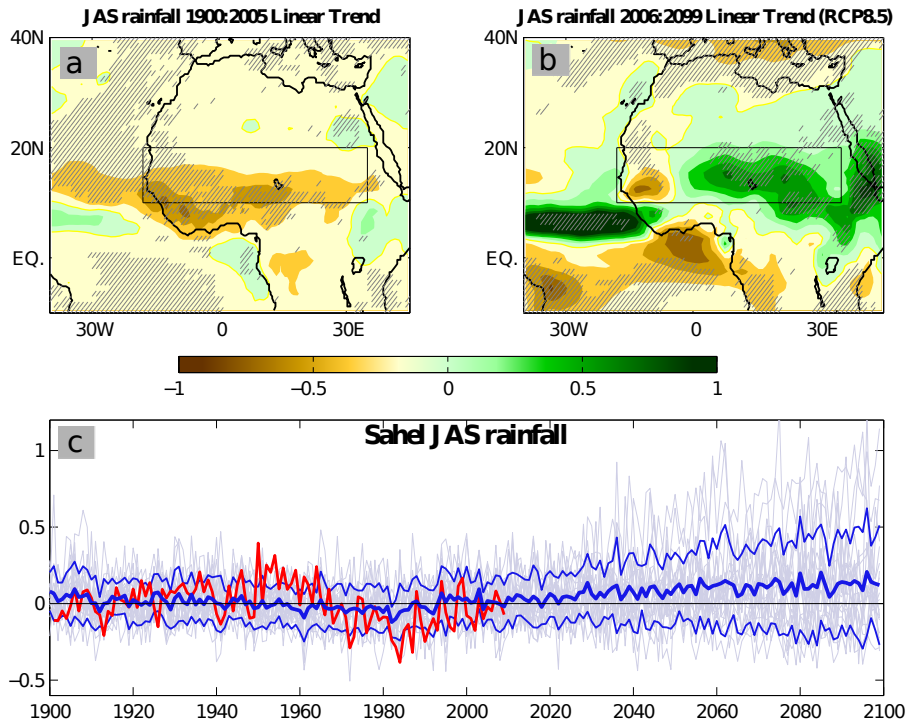 JAS rainfall 1900:2005 Linear Trend
JAS rainfall 2006:2099 Linear Trend (RCP8.5)
40N
a
20N
EQ.
30W 0 30E
40N
b
20N
EQ.
30W 0 30E
−1 −0.5 0 0.5 1
c
Sahel JAS rainfall
1
0.5
0
−0.5
1900 1920 1940 1960 1980 2000 2020 2040 2060 2080 2100